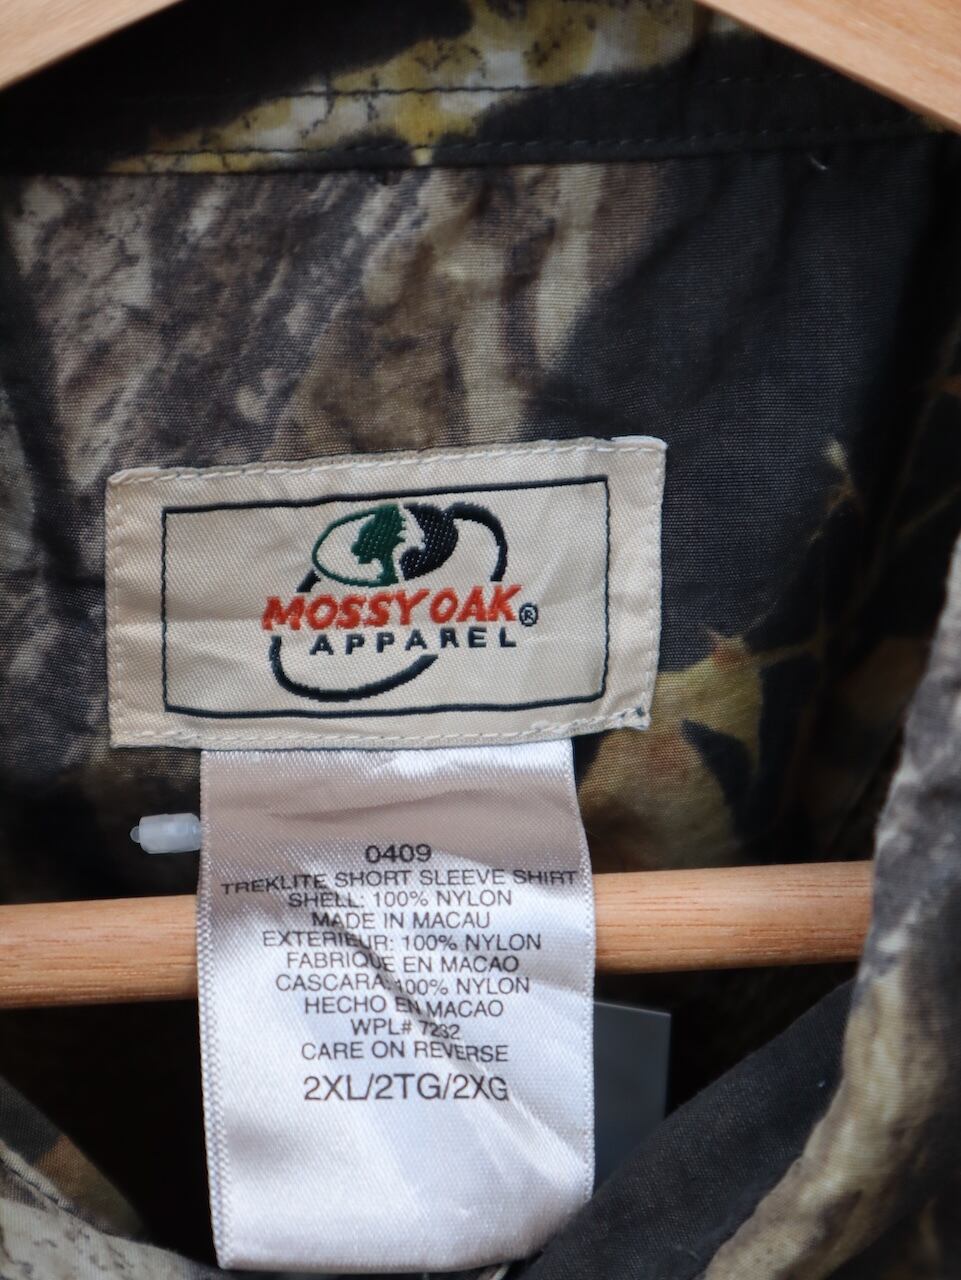 MOSSY OAK®
APPAREL
0409
TREKLITE SHORT SLEEVE SHIRT
SHELL: 100% NYLON
MADE IN MACAU
EXTERIEUR: 100% NYLON
FABRIQUE EN MACAO
CASCARA: 100% NYLON
HECHO EN MACAO
WPL# 7232
CARE ON REVERSE
2XL/2TG/2XG